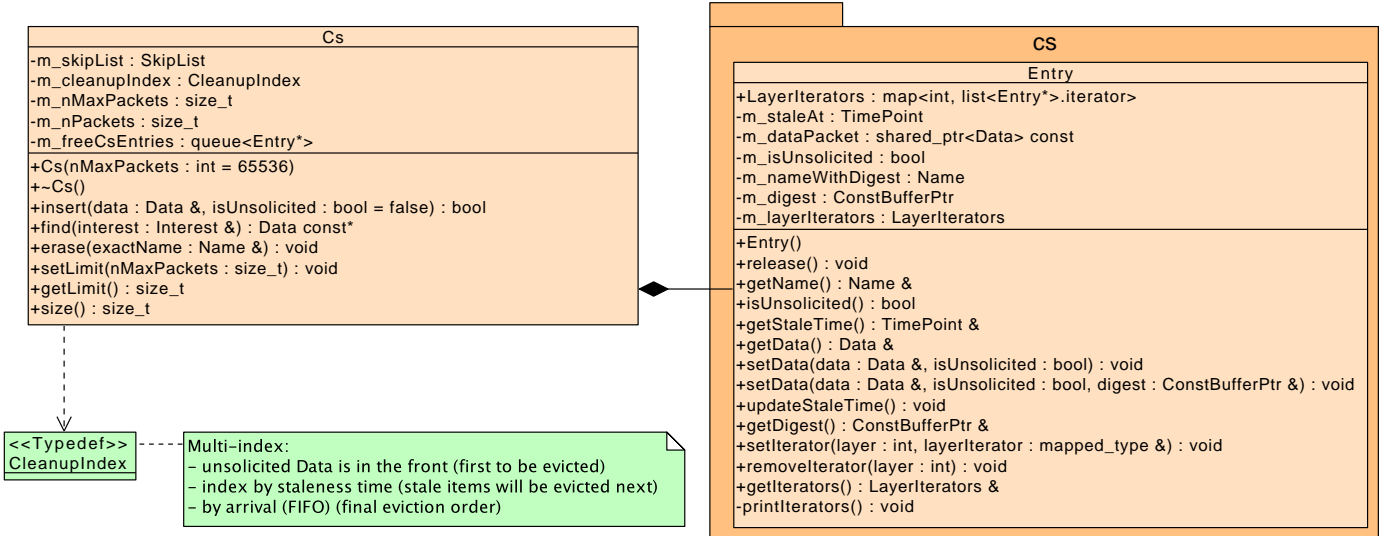 Cs
-m_skipList : SkipList
-m_cleanupIndex : CleanupIndex
-m_nMaxPackets : size_t
-m_nPackets : size_t
-m_freeCsEntries : queue<Entry*>
+Cs(nMaxPackets : int = 65536)
+~Cs()
+insert(data : Data &, isUnsolicited : bool = false) : bool
+find(interest : Interest &) : Data const*
+erase(exactName : Name &) : void
+setLimit(nMaxPackets : size_t) : void
+getLimit() : size_t
+size() : size_t
<<Typedef>>
CleanupIndex
Multi-index:
- unsolicited Data is in the front (first to be evicted)
- index by staleness time (stale items will be evicted next)
- by arrival (FIFO) (final eviction order)
cs
Entry
+LayerIterators : map<int, list<Entry*>.iterator>
-m_staleAt : TimePoint
-m_dataPacket : shared_ptr<Data> const
-m_isUnsolicited : bool
-m_nameWithDigest : Name
-m_digest : ConstBufferPtr
-m_layerIterators : LayerIterators
+Entry()
+release() : void
+getName() : Name &
+isUnsolicited() : bool
+getStaleTime() : TimePoint &
+getData() : Data &
+setData(data : Data &, isUnsolicited : bool) : void
+setData(data : Data &, isUnsolicited : bool, digest : ConstBufferPtr &) : void
+updateStaleTime() : void
+getDigest() : ConstBufferPtr &
+setIterator(layer : int, layerIterator : mapped_type &) : void
+removeIterator(layer : int) : void
+getIterators() : LayerIterators &
-printIterators() : void